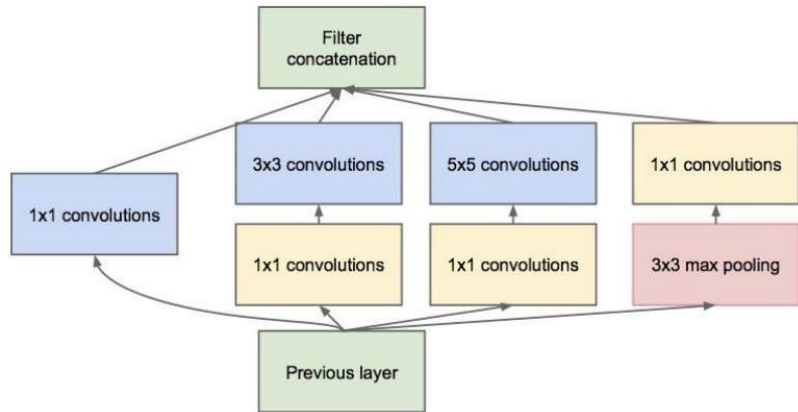 Filter
concatenation
3x3 convolutions
5x5 convolutions
1x1 convolutions
1x1 convolutions
1x1 convolutions
1x1 convolutions
3x3 max pooling
Previous layer